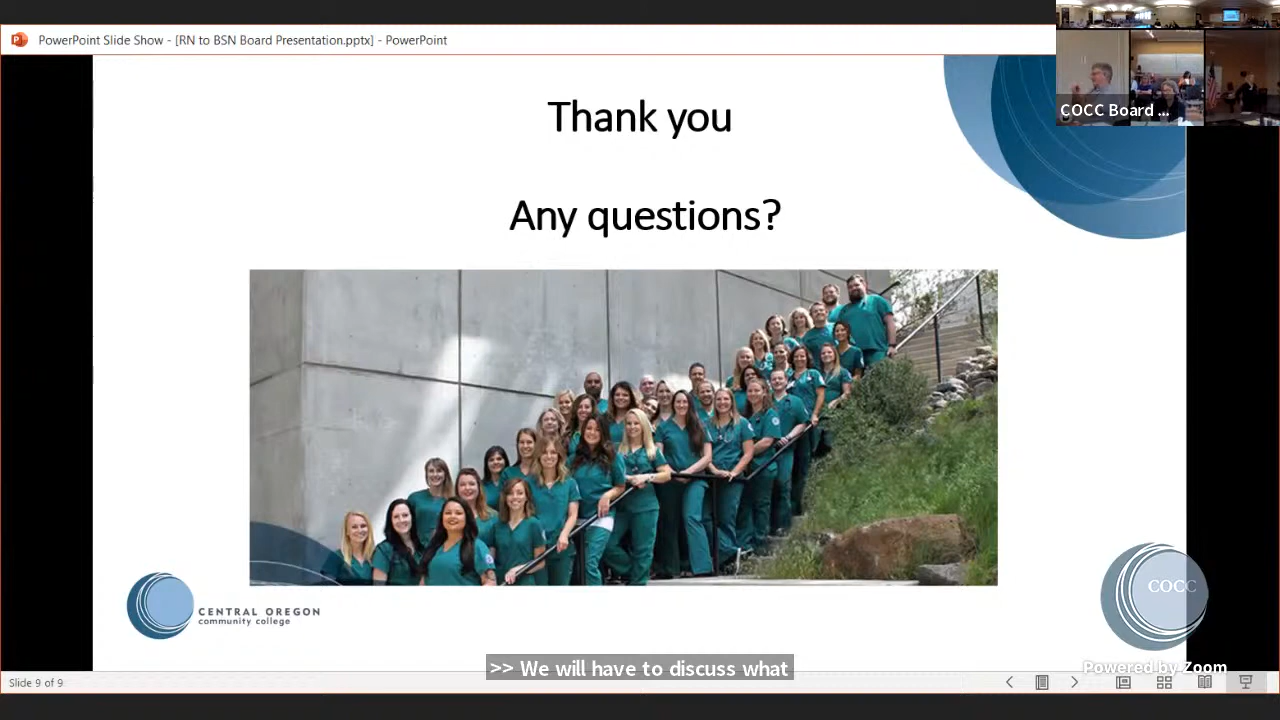 PowerPoint Slide Show - [RN to BSN Board Presentation.pptx] - PowerPoint
COCC Board ...
Thank you
Any questions?
CENTRAL OREGON
community college
COCC
>> We will have to discuss what
Powered by Zoom
Slide 9 of 9